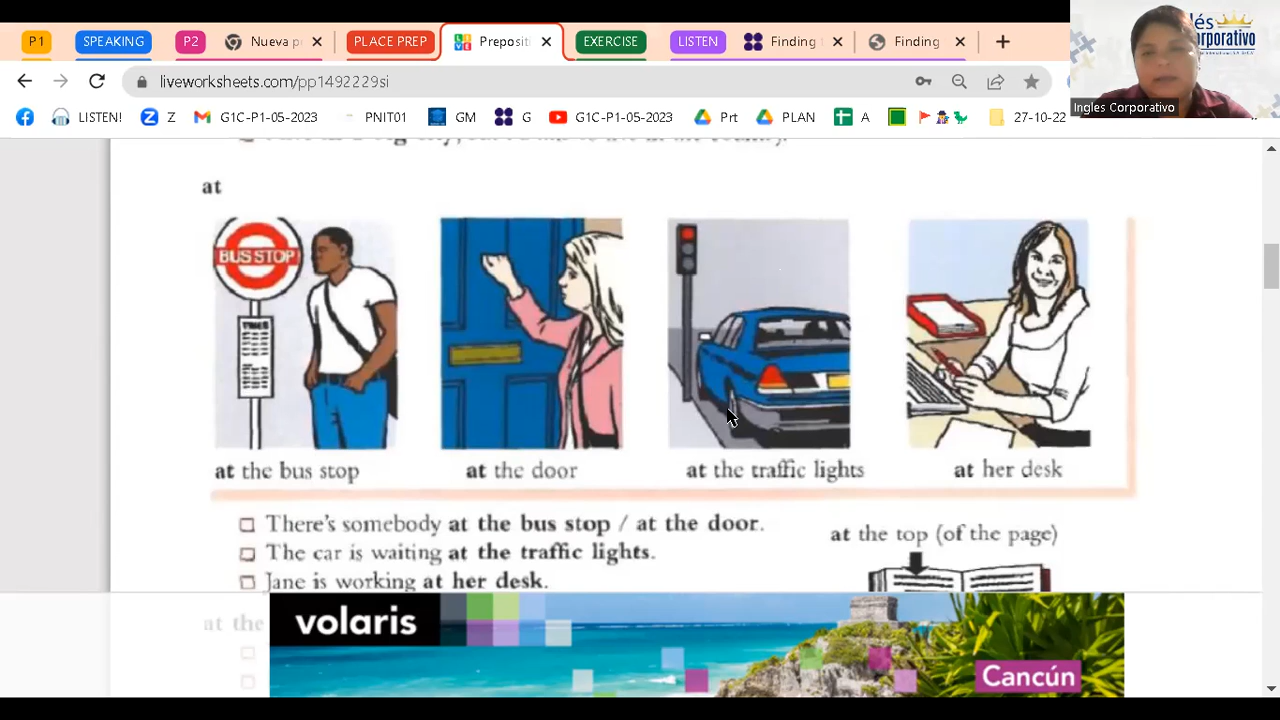 P1 SPEAKING P2 Nueva p PLACE PREP Preposit EXERCISE LISTEN Finding Finding
liveworksheets.com/pp1492229si
LISTEN! Z G1C-P1-05-2023 PNIT01 GM G G1C-P1-05-2023 Prt PLAN A 27-10-22
Ingles Corporativo
at
BUS STOP
at the bus stop
at the door
at the traffic lights
at her desk
There's somebody at the bus stop / at the door.
The car is waiting at the traffic lights.
Jane is working at her desk.
at the top (of the page)
at the
volaris
Cancún